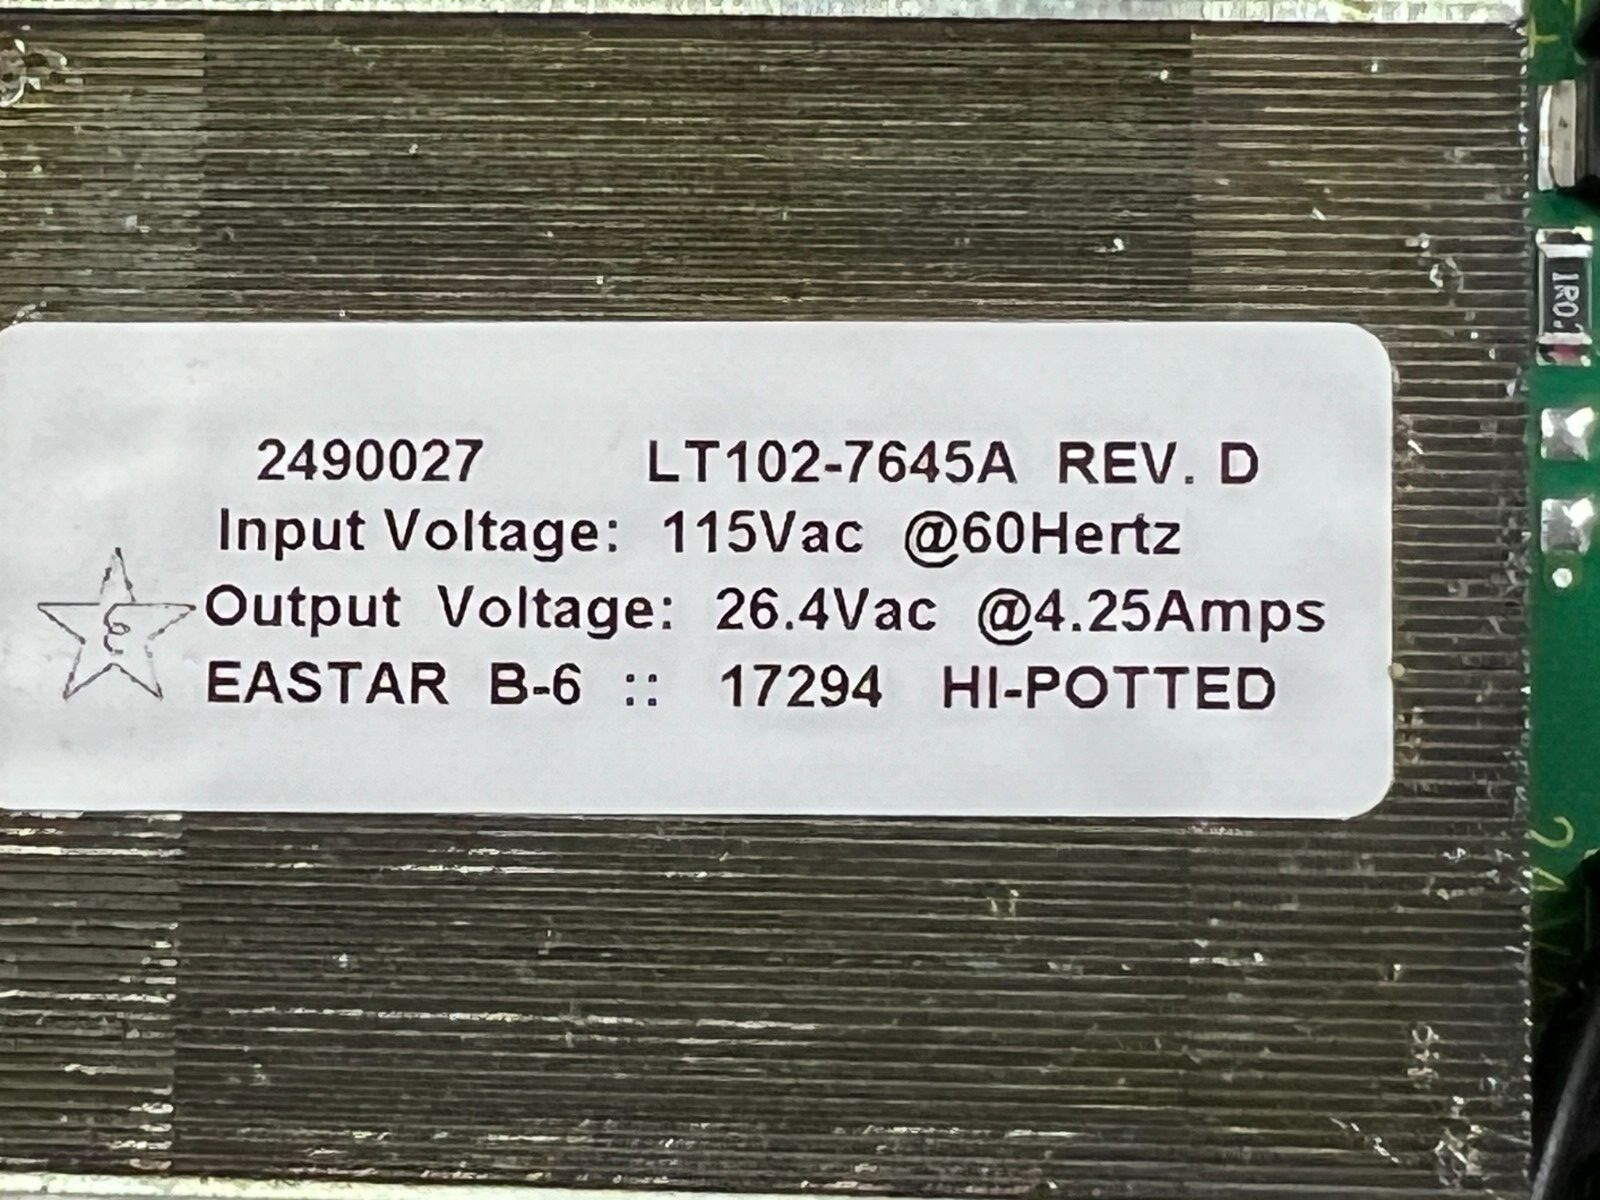 2490027 LT102-7645A REV. D
Input Voltage: 115Vac @60Hertz
Output Voltage: 26.4Vac @4.25Amps
EASTAR B-6 :: 17294 HI-POTTED
2